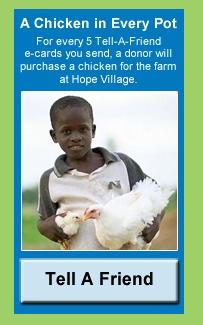 A Chicken in Every Pot
For every 5 Tell-A-Friend
e-cards you send, a donor will
purchase a chicken for the farm
at Hope Village.
Tell A Friend